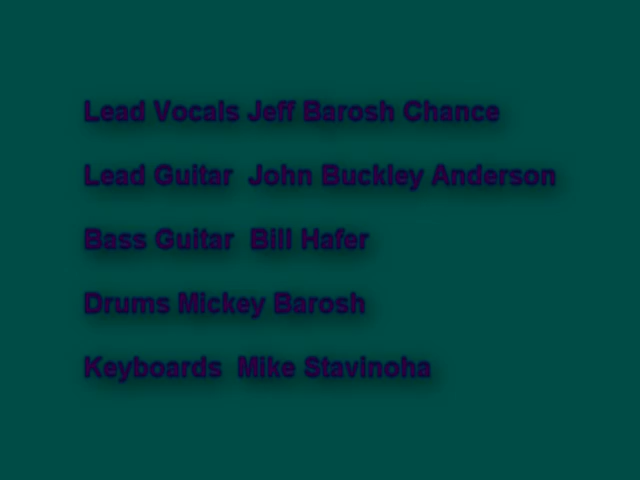 Lead Vocals Jeff Barosh Chance
Lead Guitar  John Buckley Anderson
Bass Guitar  Bill Hafer
Drums Mickey Barosh
Keyboards  Mike Stavinoha